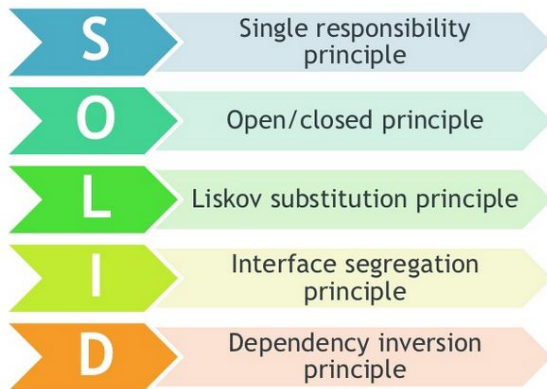 S
Single responsibility
principle
O
Open/closed principle
L
Liskov substitution principle
I
Interface segregation
principle
D
Dependency inversion
principle